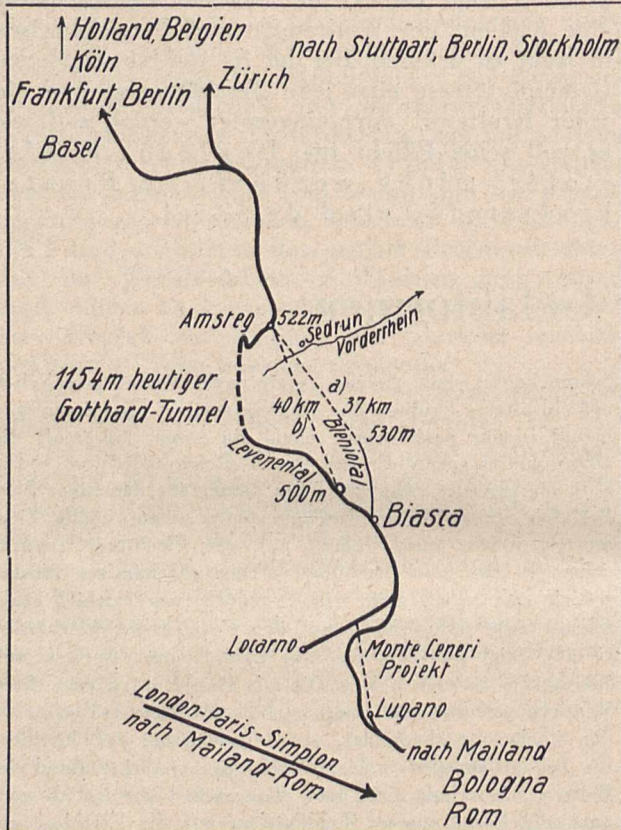 Holland, Belgien
nach Stuttgart, Berlin, Stockholm
Köln
Zürich
Frankfurt, Berlin
Basel
Amsteg
522m
Sedrun
Vorderrhein
1154m heutiger
Gotthard-Tunnel
a)
40 km
37 km
b)
530m
Bleniotal
Levenental
500m
Biasca
Locarno
Monte Ceneri
Projekt
Lugano
London-Paris-Simplon
nach Mailand-Rom
nach Mailand
Bologna
Rom